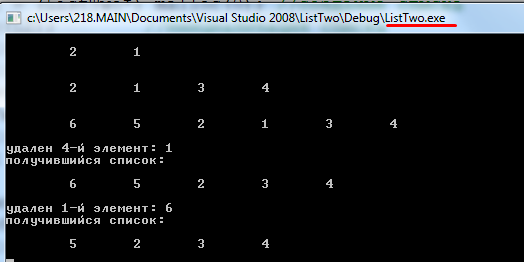 c:\Users\218.MAIN\Documents\Visual Studio 2008\ListTwo\Debug\ListTwo.exe
2 1
2 1 3 4
6 5 2 1 3 4
удален 4-й элемент: 1
получившийся список:
6 5 2 3 4
удален 1-й элемент: 6
получившийся список:
5 2 3 4